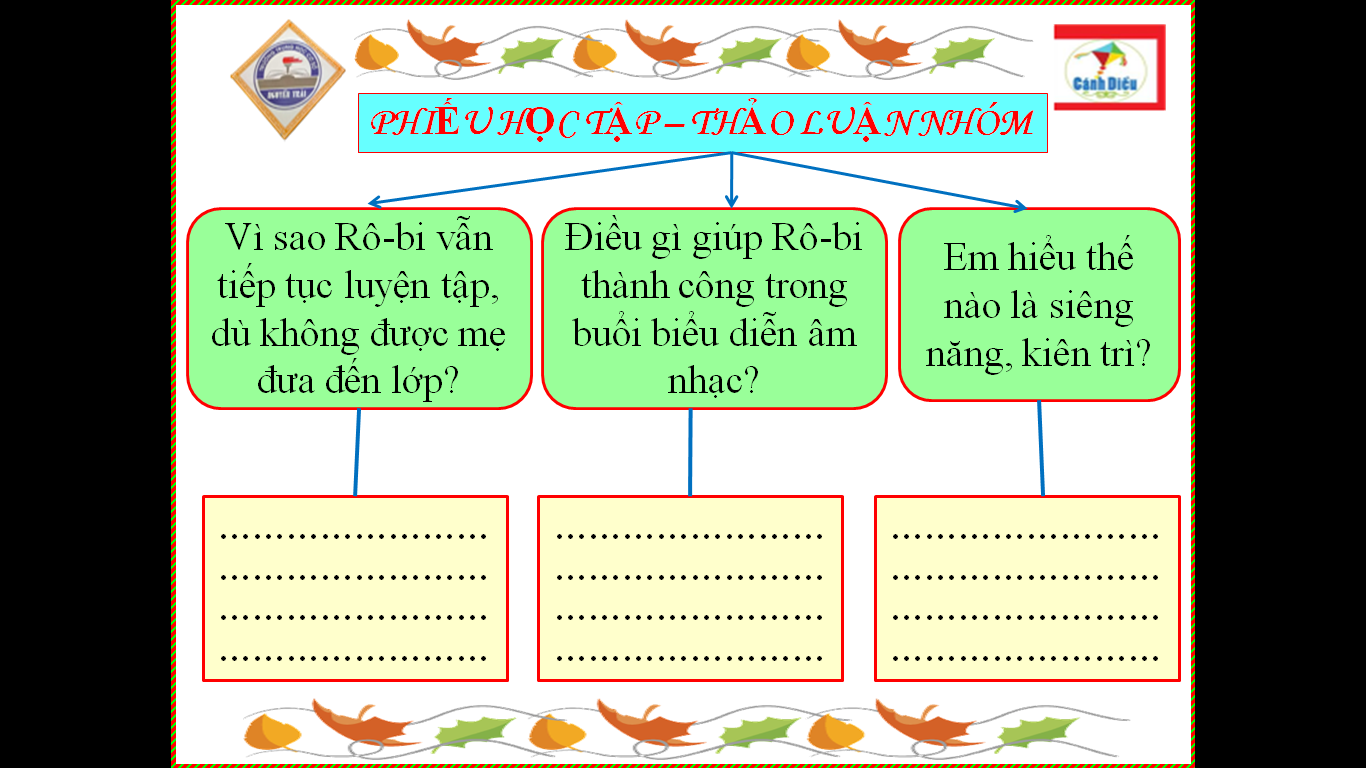 NGUYỄN TRÃI
Cánh Diều
PHIẾU HỌC TẬP – THẢO LUẬN NHÓM
Vì sao Rô-bi vẫn
tiếp tục luyện tập,
dù không được mẹ
đưa đến lớp?
Điều gì giúp Rô-bi
thành công trong
buổi biểu diễn âm
nhạc?
Em hiểu thế
nào là siêng
năng, kiên trì?
........................
........................
........................
........................
........................
........................
........................
........................
........................
........................
........................
........................